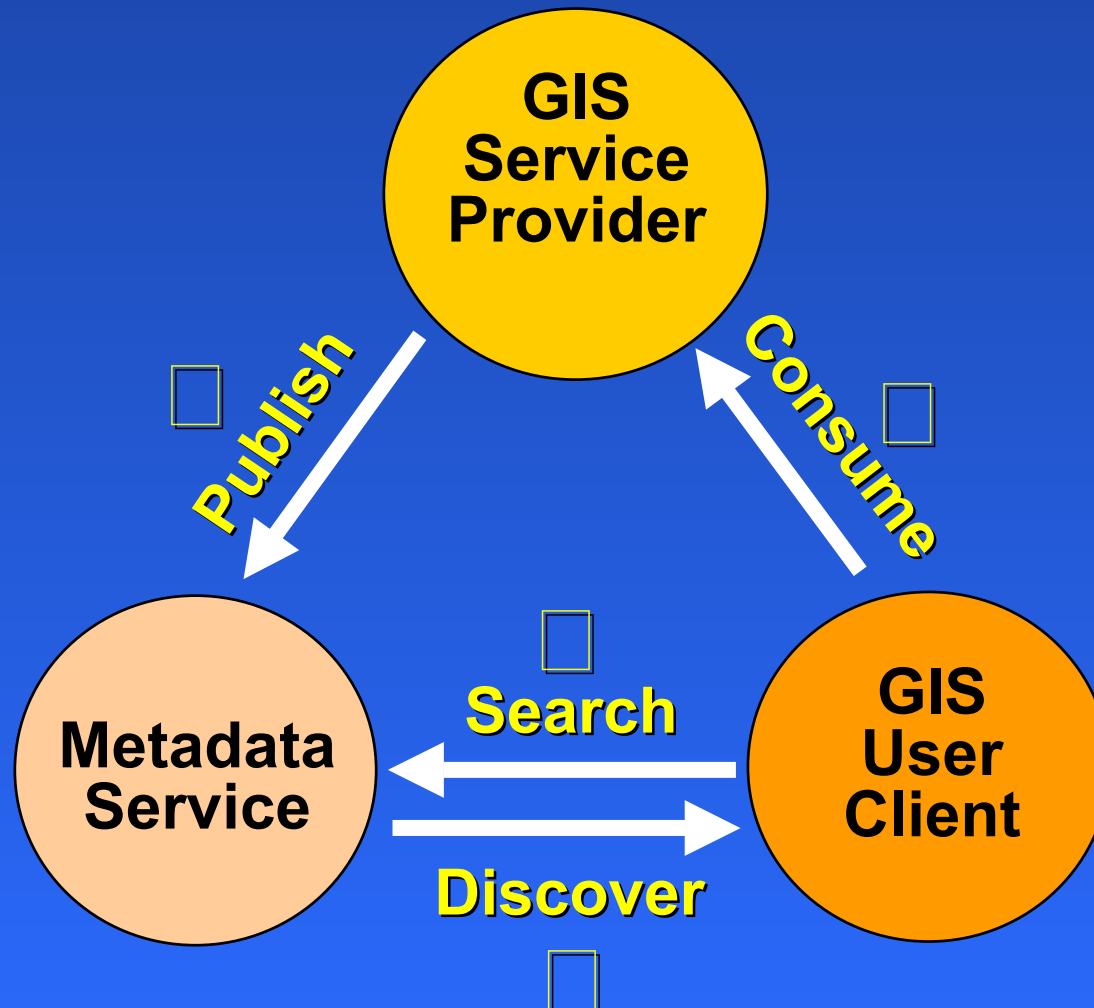 GIS
Service
Provider
Publish
Consume
Search
Metadata
Service
GIS
User
Client
Discover